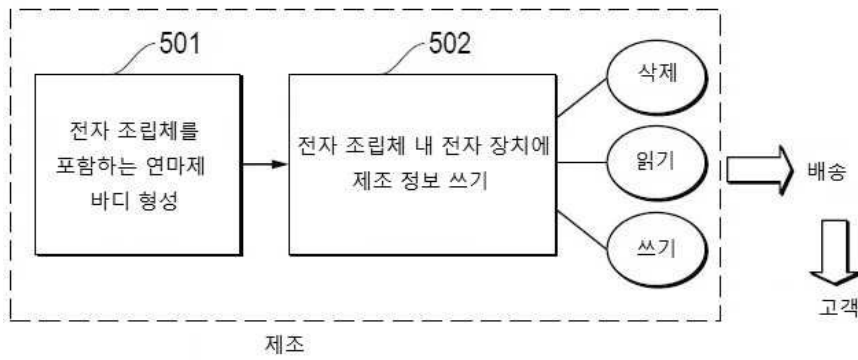 501
502
전자 조립체를
포함하는 연마제
바디 형성
전자 조립체 내 전자 장치에
제조 정보 쓰기
삭제
읽기
쓰기
배송
고객
제조